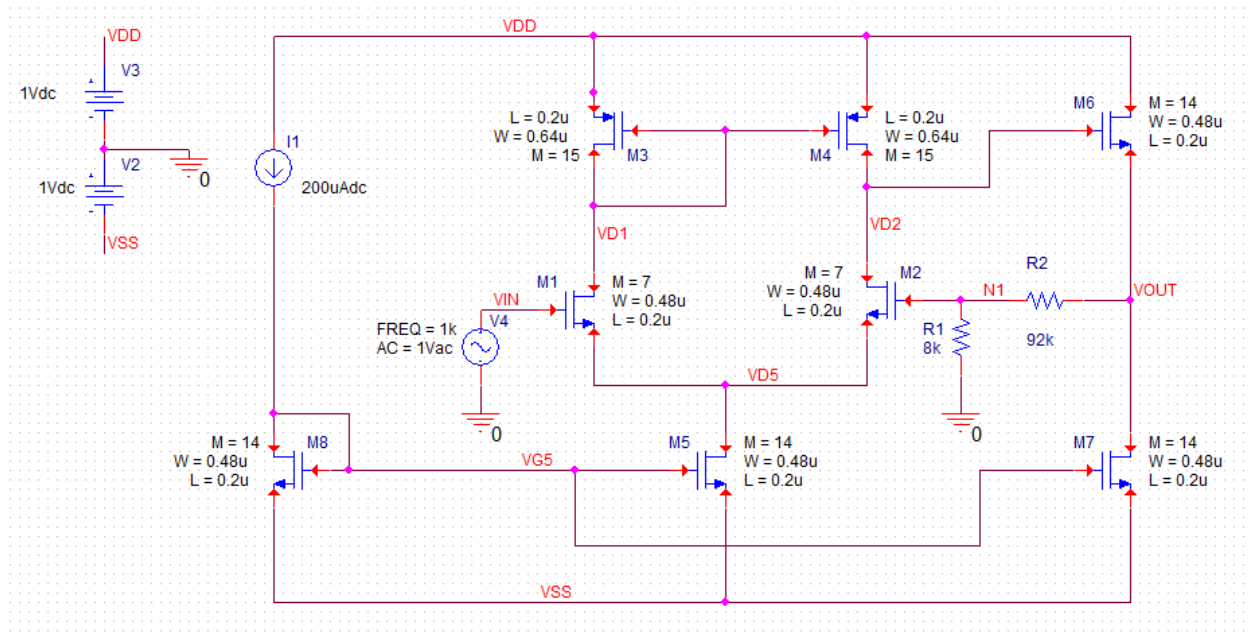 VDD
V3
1Vdc
0
V2
1Vdc
VSS
VDD
I1
200uAdc
L = 0.2u
W = 0.64u
M = 15
M3
L = 0.2u
W = 0.64u
M = 15
M4
M6
M = 14
W = 0.48u
L = 0.2u
VD1
VD2
M1
M = 7
W = 0.48u
L = 0.2u
VIN
V4
FREQ = 1k
AC = 1Vac
0
M = 7
W = 0.48u
L = 0.2u
M2
N1
R2
92k
VOUT
R1
8k
0
VD5
M = 14
W = 0.48u
L = 0.2u
M8
VG5
M5
M = 14
W = 0.48u
L = 0.2u
M7
M = 14
W = 0.48u
L = 0.2u
VSS